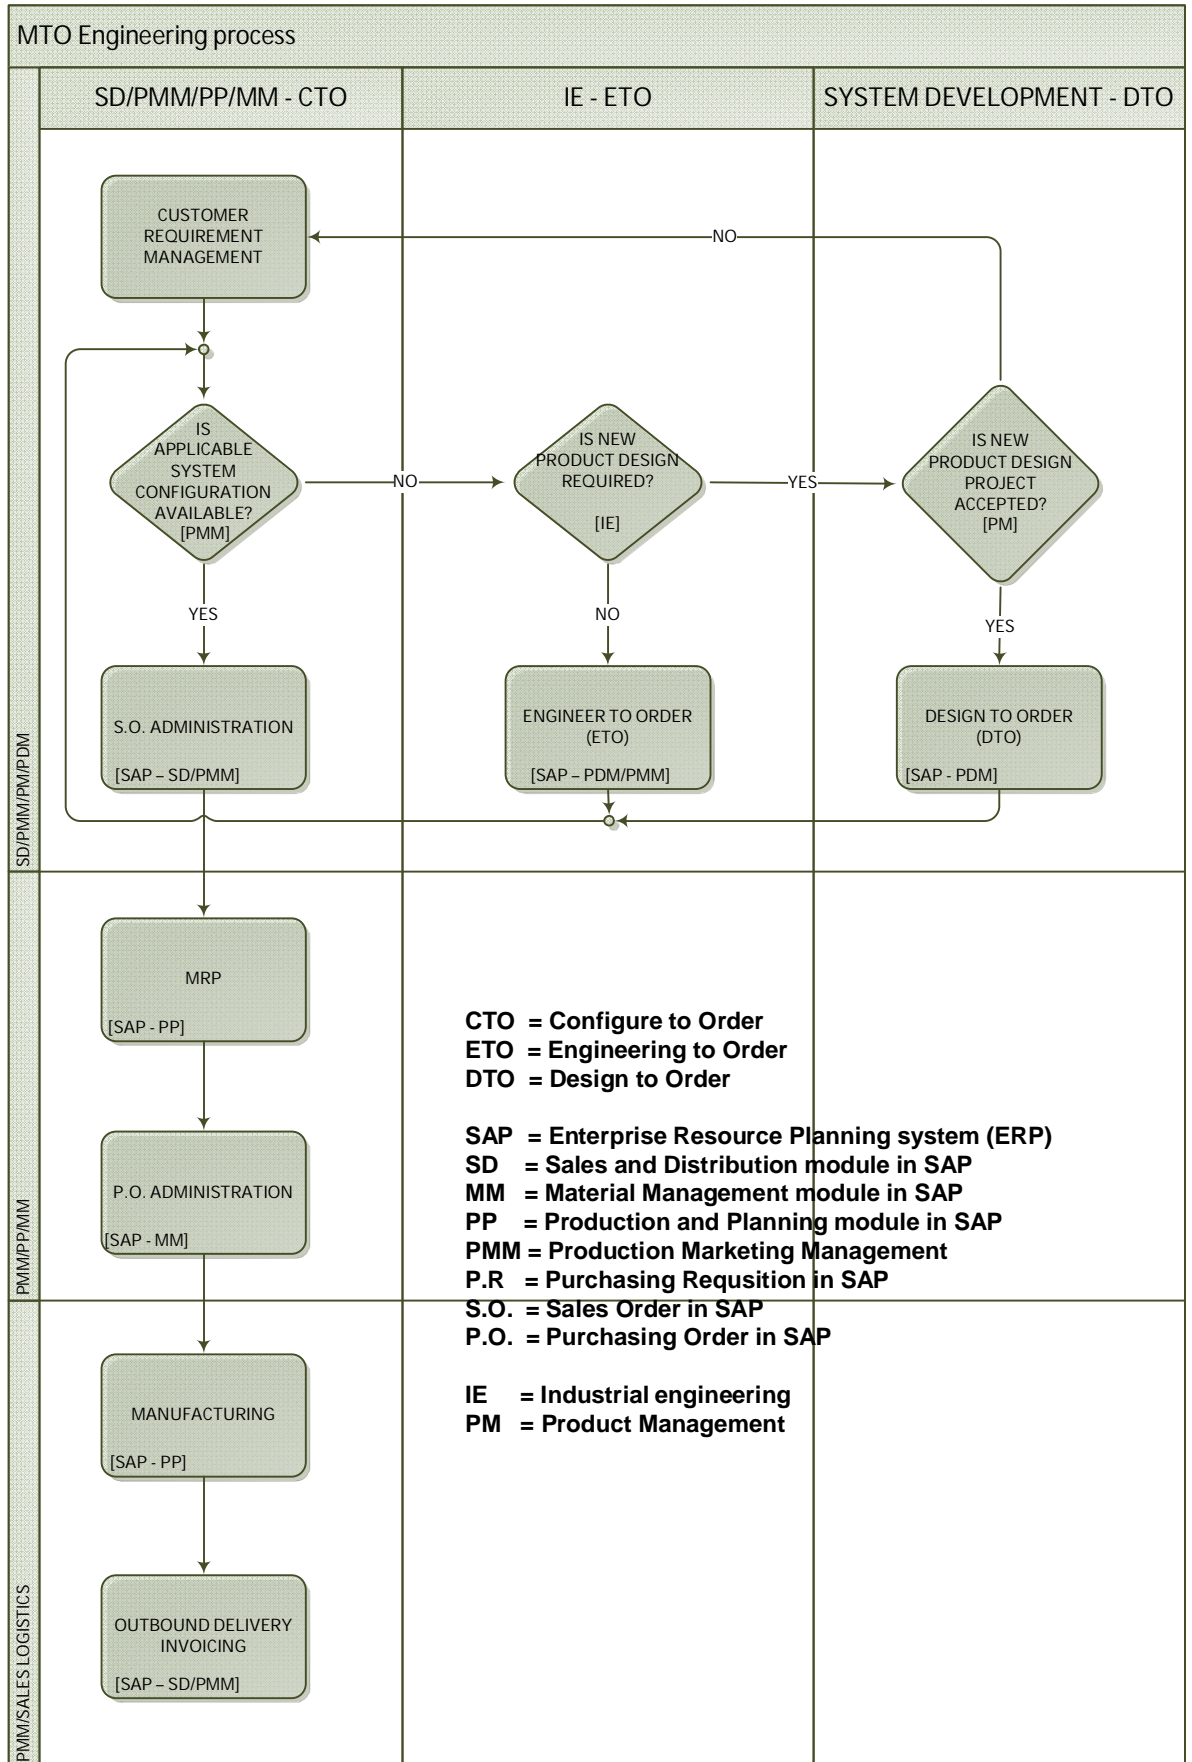 MTO Engineering process
SD/PMM/PP/MM - CTO
IE - ETO
SYSTEM DEVELOPMENT - DTO
CUSTOMER
REQUIREMENT
MANAGEMENT
NO
IS
APPLICABLE
SYSTEM
CONFIGURATION
AVAILABLE?
[PMM]
NO
IS NEW
PRODUCT DESIGN
REQUIRED?
[IE]
YES
IS NEW
PRODUCT DESIGN
PROJECT
ACCEPTED?
[PM]
YES
NO
YES
S.O. ADMINISTRATION
[SAP – SD/PMM]
ENGINEER TO ORDER
(ETO)
[SAP – PDM/PMM]
DESIGN TO ORDER
(DTO)
[SAP - PDM]
SD/PMM/PM/PDM
MRP
[SAP - PP]
P.O. ADMINISTRATION
[SAP - MM]
PMM/PP/MM
CTO = Configure to Order
ETO = Engineering to Order
DTO = Design to Order
SAP = Enterprise Resource Planning system (ERP)
SD = Sales and Distribution module in SAP
MM = Material Management module in SAP
PP = Production and Planning module in SAP
PMM = Production Marketing Management
P.R = Purchasing Requsition in SAP
S.O. = Sales Order in SAP
P.O. = Purchasing Order in SAP
IE = Industrial engineering
PM = Product Management
MANUFACTURING
[SAP - PP]
OUTBOUND DELIVERY
INVOICING
[SAP – SD/PMM]
PMM/SALES LOGISTICS